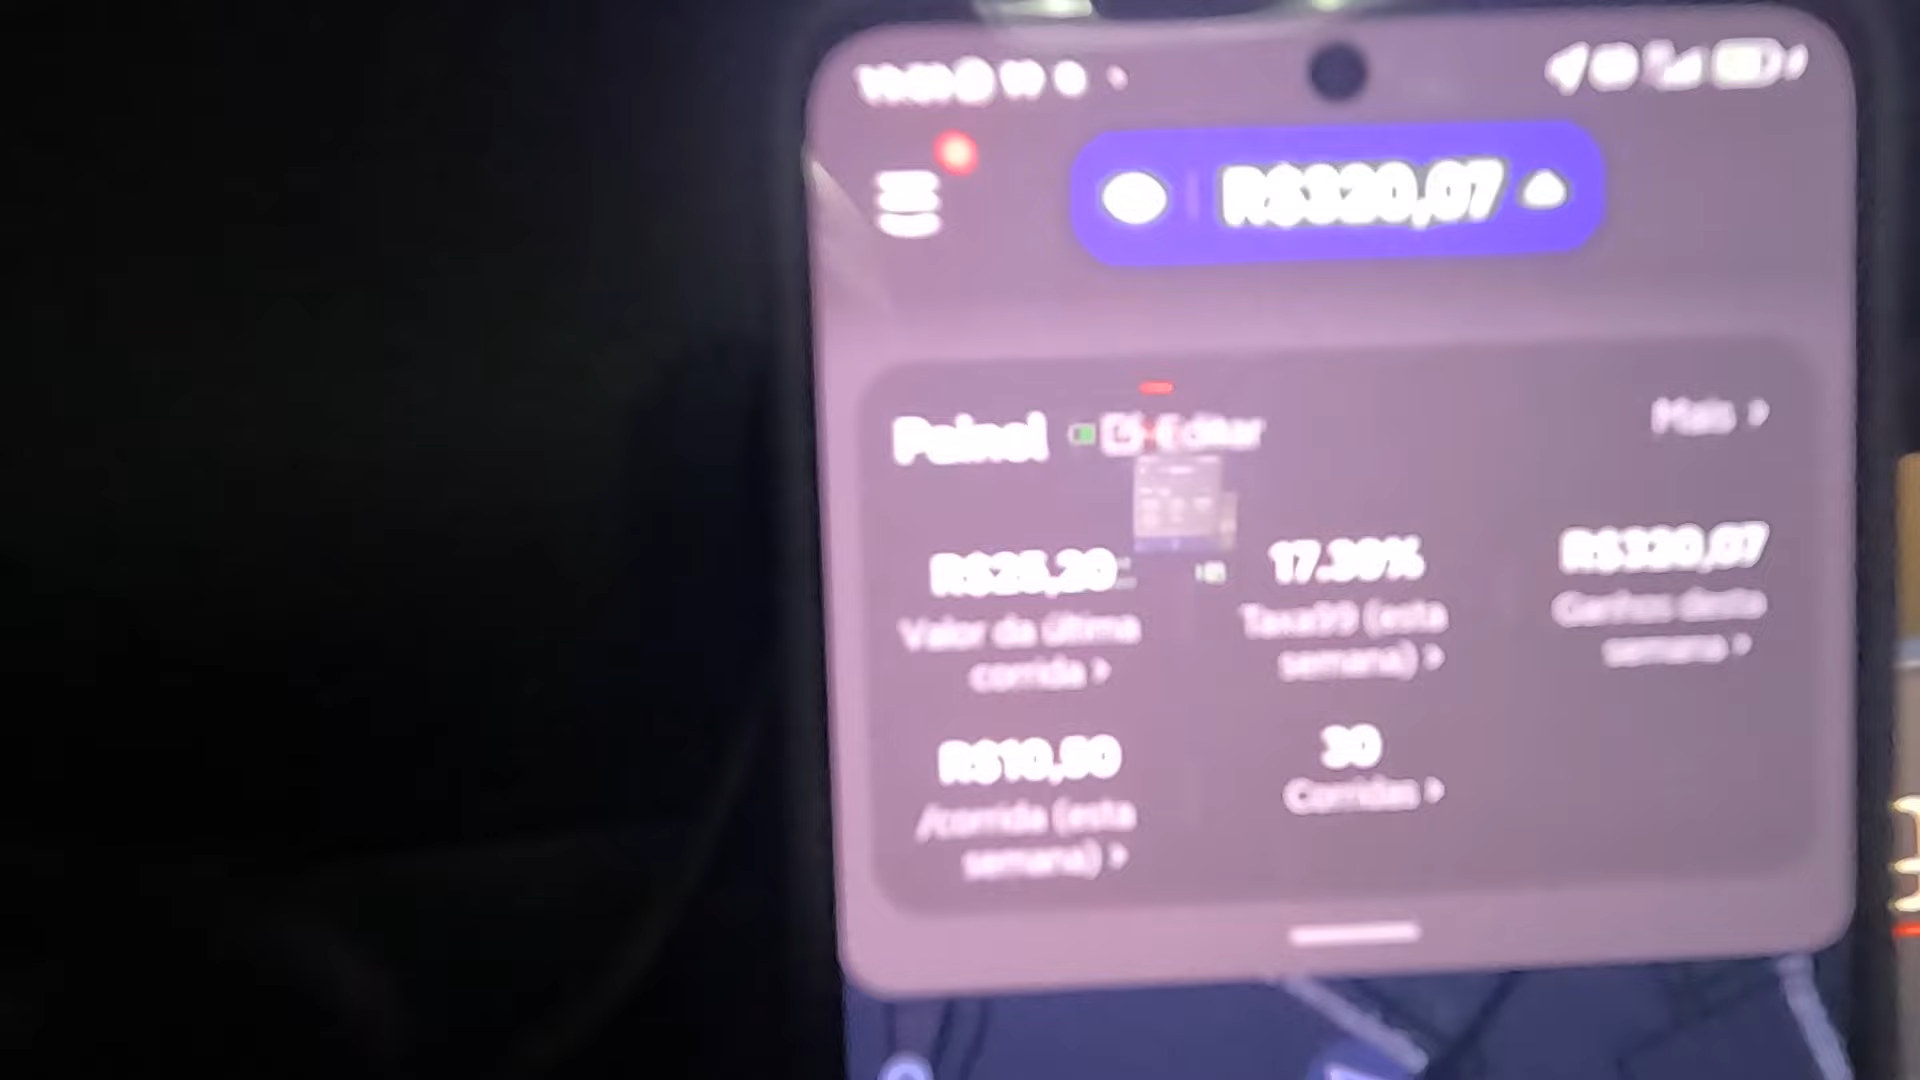 R$320,07
Painel Editar Mais >
R$25,20
Valor da última
corrida >
17.30%
Taxa99 (esta
semana) >
R$320,07
Ganhos desta
semana >
R$10,50
/corrida (esta
semana) >
30
Corridas >